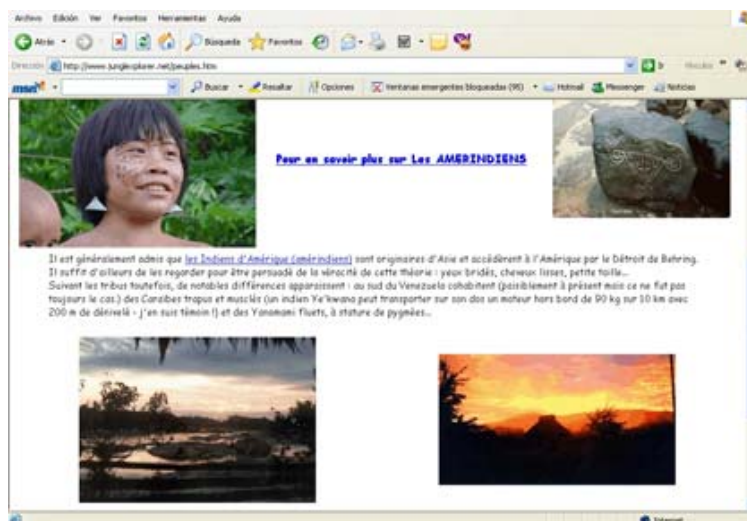 Archivo Edición Ver Favoritos Herramientas Ayuda
Atrás Búsqueda Favoritos
Dirección http://www.junglexplorer.net/peuples.htm Ir
msn Buscar Resaltar Opciones Ventanas emergentes bloqueadas (95) Hotmail Messenger Noticias
Pour en savoir plus sur Les AMERINDIENS
Il est généralement admis que les Indiens d'Amérique (amérindiens) sont originaires d'Asie et accédèrent à l'Amérique par le Détroit de Behring.
Il suffit d'ailleurs de les regarder pour être persuadé de la véracité de cette théorie : yeux bridés, cheveux lisses, petite taille...
Suivant les tribus toutefois, de notables différences apparaissent : au sud du Venezuela cohabitent (paisiblement à présent mais ce ne fut pas
toujours le cas) des Caraïbes trapus et musclés (un indien Ye'kwana peut transporter sur son dos un moteur hors bord de 90 kg sur 10 km avec
200 m de dénivelé - j'en suis témoin !) et des Yanomami fluets, à stature de pygmées...
Internet